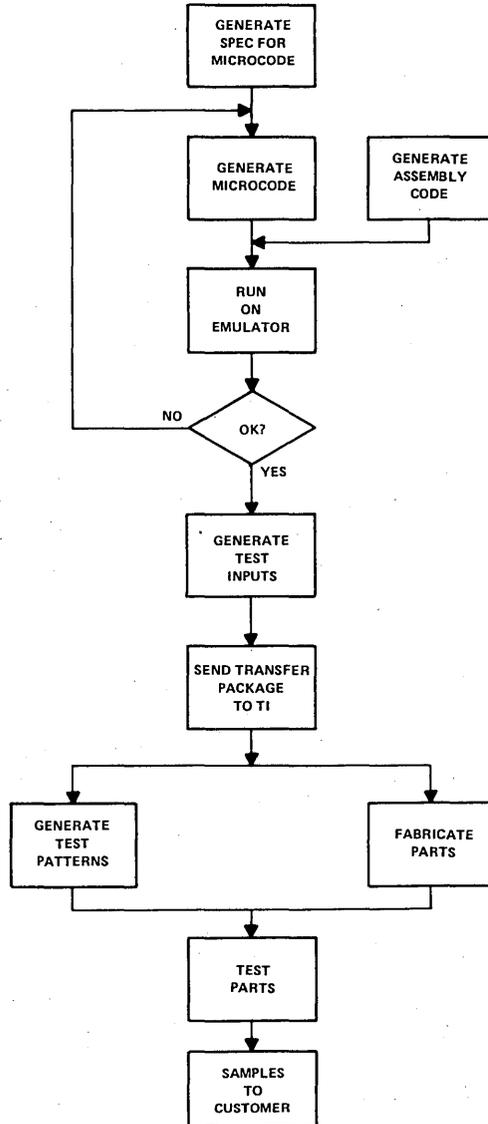 GENERATE
SPEC FOR
MICROCODE
GENERATE
MICROCODE
GENERATE
ASSEMBLY
CODE
RUN
ON
EMULATOR
NO
OK?
YES
GENERATE
TEST
INPUTS
SEND TRANSFER
PACKAGE
TO TI
GENERATE
TEST
PATTERNS
FABRICATE
PARTS
TEST
PARTS
SAMPLES
TO
CUSTOMER